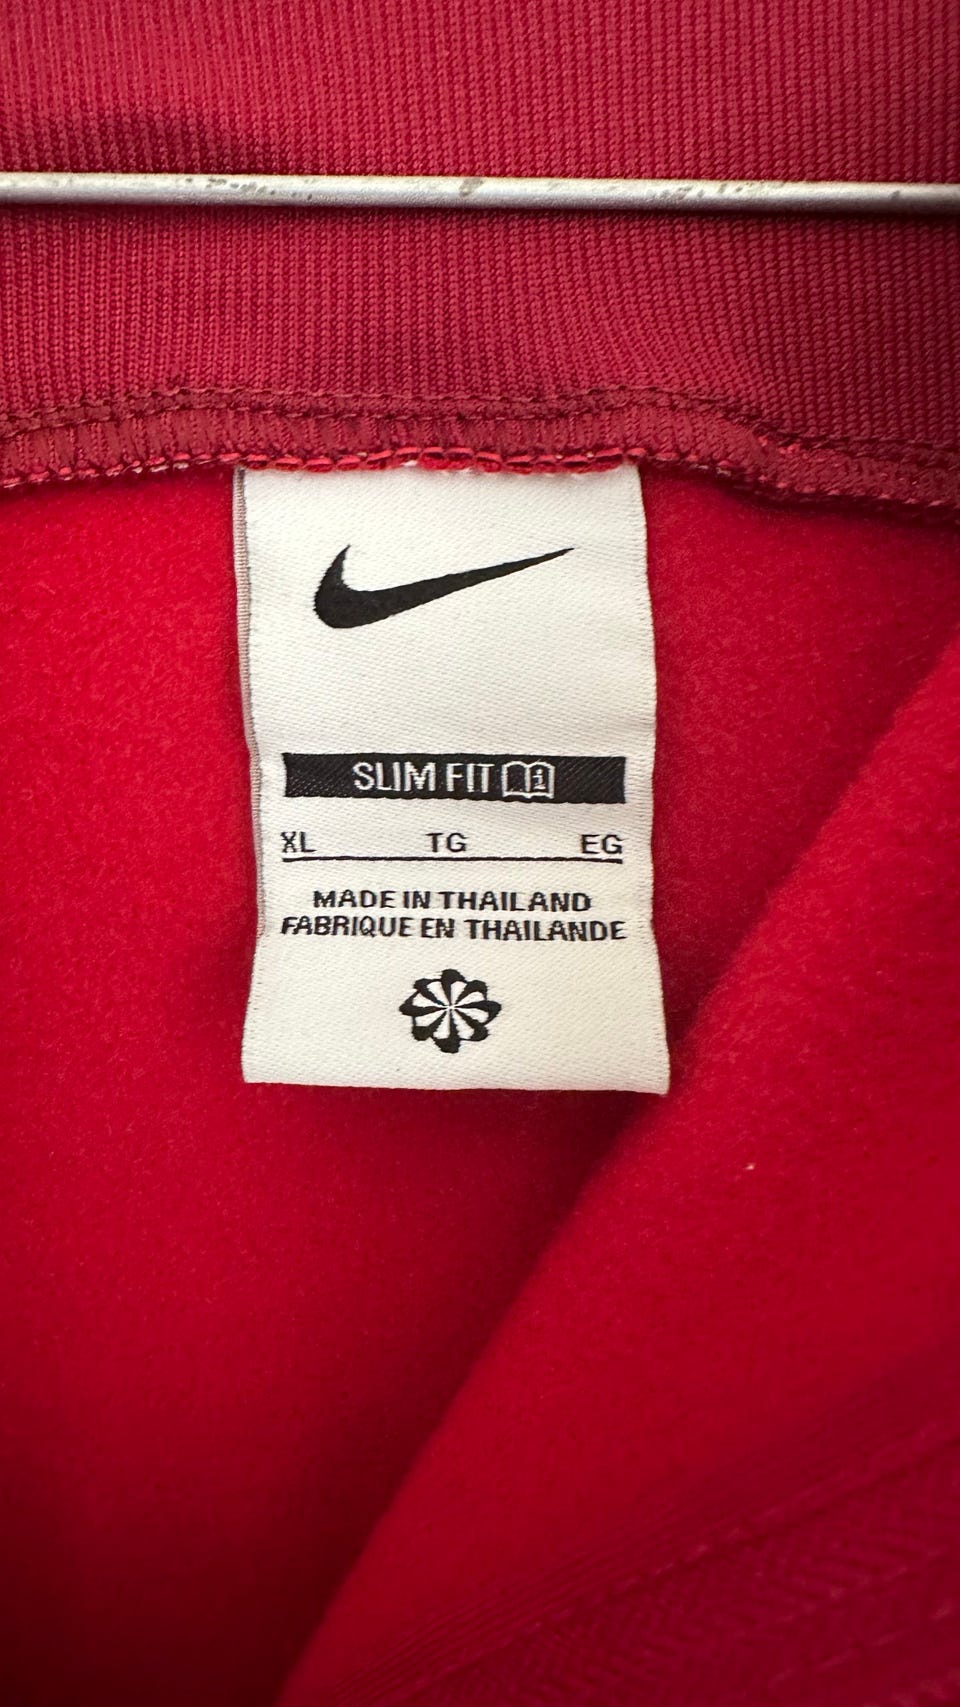 SLIM FIT
XL TG EG
MADE IN THAILAND
FABRIQUE EN THAILANDE